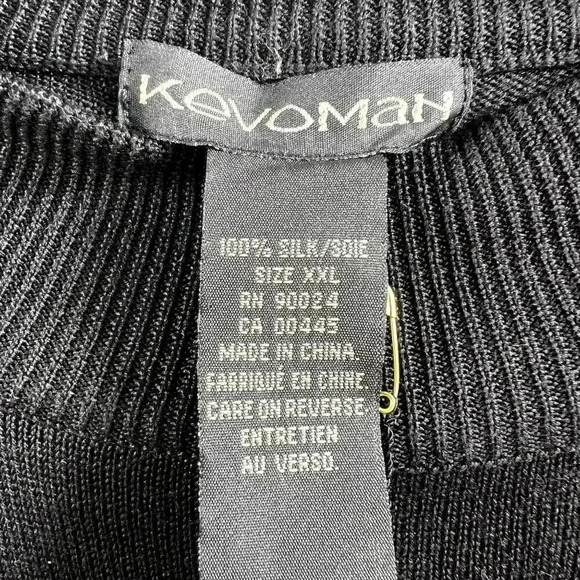 KevoMaN
100% SILK/SOIE
SIZE XXL
RN 90024
CA 00445
MADE IN CHINA
FABRIQUÉ EN CHINE
CARE ON REVERSE
ENTRETIEN
AU VERSO.